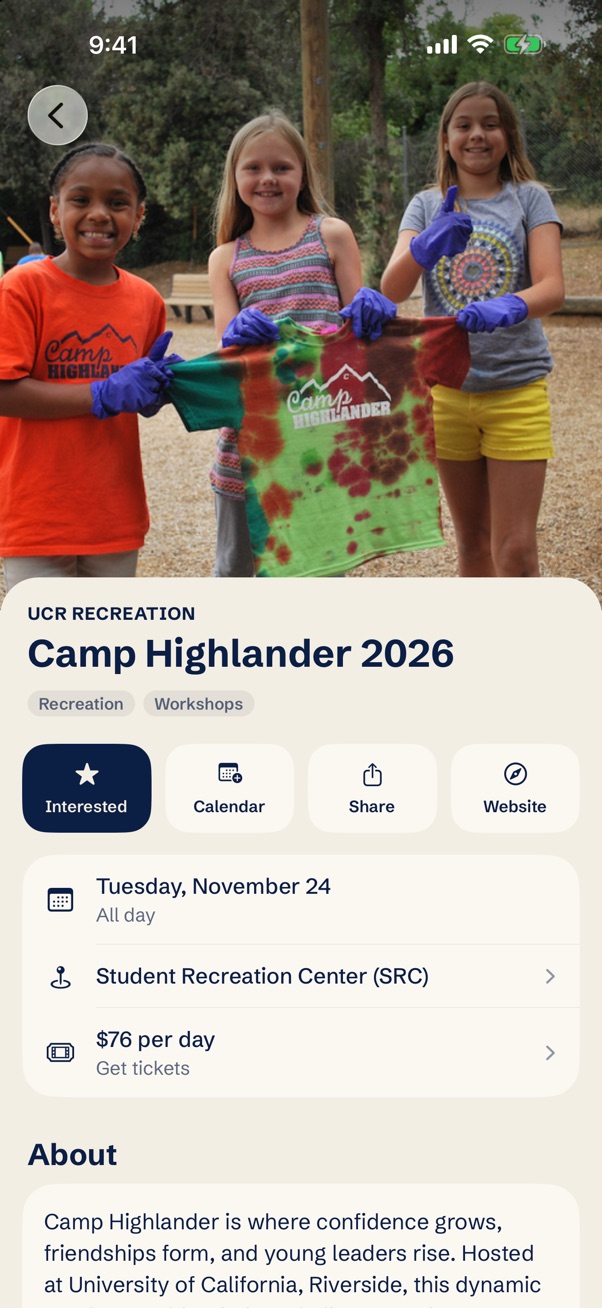 9:41
Camp
HIGHLAN
C
Camp
HIGHLANDER
UCR RECREATION
Camp Highlander 2026
Recreation
Workshops
Interested
Calendar
Share
Website
Tuesday, November 24
All day
Student Recreation Center (SRC)
$76 per day
Get tickets
About
Camp Highlander is where confidence grows,
friendships form, and young leaders rise. Hosted
at University of California, Riverside, this dynamic